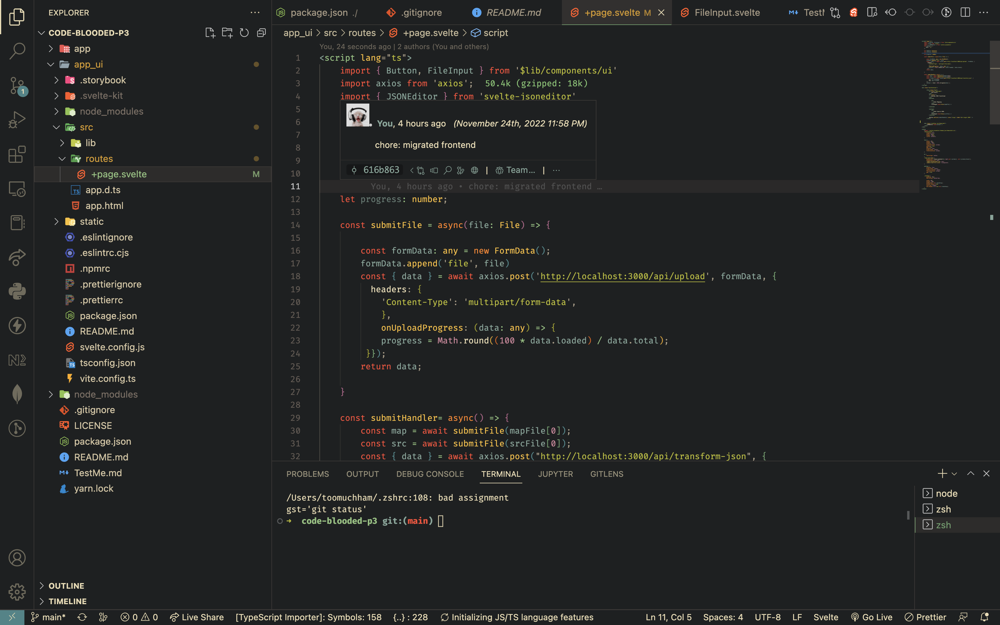 EXPLORER
CODE-BLOODED-P3
app
app_ui
.storybook
.svelte-kit
node_modules
src
lib
routes
+page.svelte M
app.d.ts
app.html
static
.eslintignore
.eslintrc.cjs
.npmrc
.prettierignore
.prettierrc
package.json
README.md
svelte.config.js
tsconfig.json
vite.config.ts
node_modules
.gitignore
LICENSE
package.json
README.md
TestMe.md
yarn.lock
OUTLINE
TIMELINE
1
package.json ./ .gitignore README.md +page.svelte M FileInput.svelte
app_ui > src > routes > +page.svelte > script
You, 24 seconds ago | 2 authors (You and others)
1 <script lang="ts">
2 import { Button, FileInput } from '$lib/components/ui'
3 import axios from 'axios'; 50.4k (gzipped: 18k)
4 import { JSONEditor } from 'svelte-jsoneditor'
5
6
7
8
9
10
You, 4 hours ago (November 24th, 2022 11:58 PM)
chore: migrated frontend
616b863 | Team... | ...
11 You, 4 hours ago • chore: migrated frontend …
12 let progress: number;
13
14 const submitFile = async(file: File) => {
15
16 const formData: any = new FormData();
17 formData.append('file', file)
18 const { data } = await axios.post('http://localhost:3000/api/upload', formData, {
19 headers: {
20 'Content-Type': 'multipart/form-data',
21 },
22 onUploadProgress: (data: any) => {
23 progress = Math.round((100 * data.loaded) / data.total);
24 }});
25 return data;
26
27 }
28
29 const submitHandler= async() => {
30 const map = await submitFile(mapFile[0]);
31 const src = await submitFile(srcFile[0]);
32 const { data } = await axios.post("http://localhost:3000/api/transform-json", {
PROBLEMS OUTPUT DEBUG CONSOLE TERMINAL JUPYTER GITLENS
/Users/toomuchham/.zshrc:108: bad assignment
gst='git status'
➜ code-blooded-p3 git:(main)
node
zsh
zsh
main* 0 0 Live Share [TypeScript Importer]: Symbols: 158 {..} : 228 Initializing JS/TS language features Ln 11, Col 5 Spaces: 4 UTF-8 LF Svelte Go Live Prettier